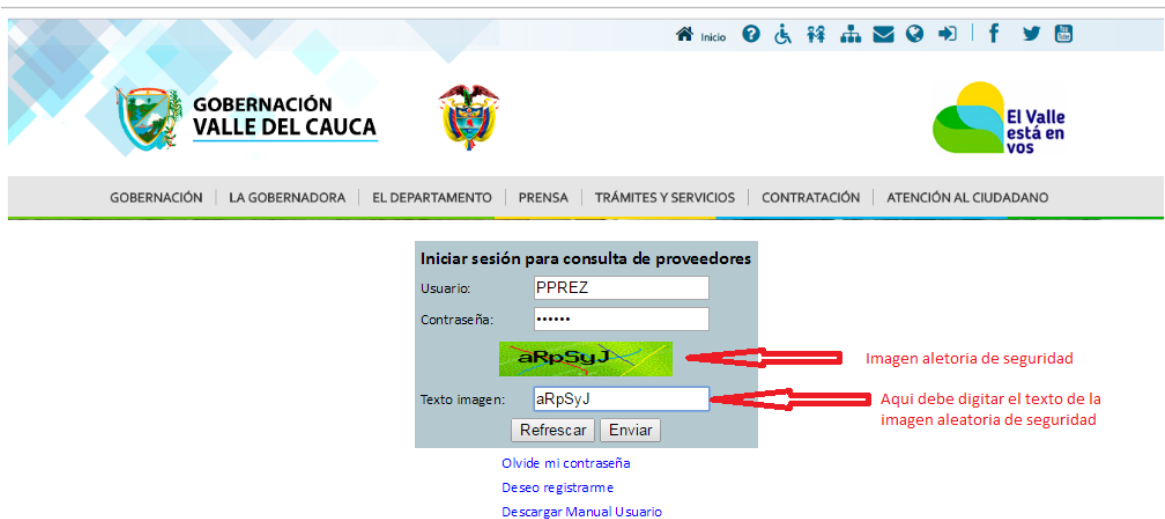 Inicio
GOBERNACIÓN
VALLE DEL CAUCA
El Valle
está en
vos
GOBERNACIÓN | LA GOBERNADORA | EL DEPARTAMENTO | PRENSA | TRÁMITES Y SERVICIOS | CONTRATACIÓN | ATENCIÓN AL CIUDADANO
Iniciar sesión para consulta de proveedores
Usuario: PPREZ
Contraseña: ••••••
aRpSyJ
Imagen aletoria de seguridad
Texto imagen: aRpSyJ
Aqui debe digitar el texto de la
imagen aleatoria de seguridad
Refrescar Enviar
Olvide mi contraseña
Deseo registrarme
Descargar Manual Usuario